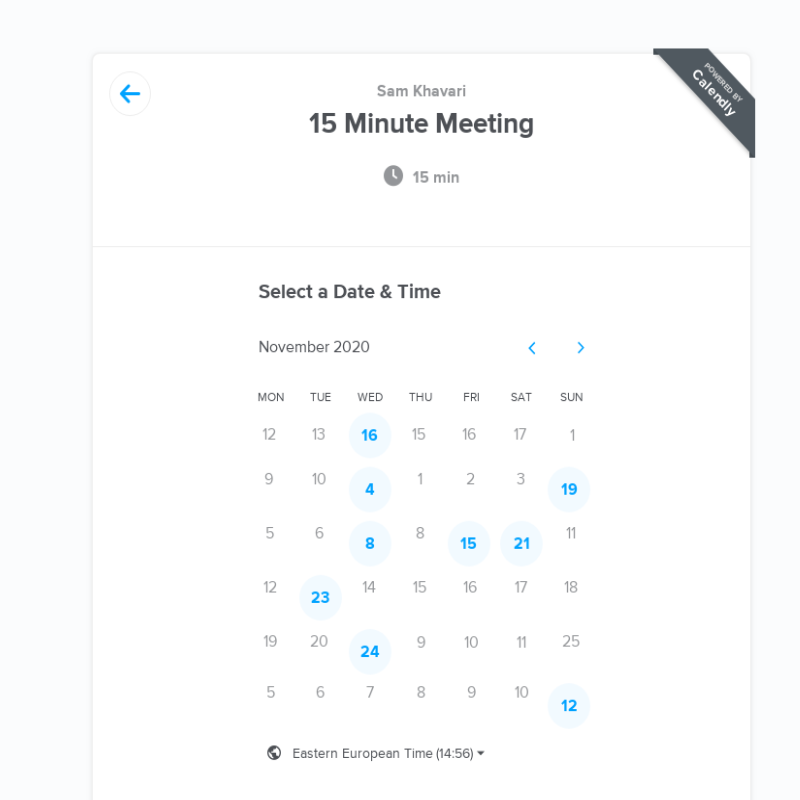 POWERED BY
Calendly
Sam Khavari
15 Minute Meeting
15 min
Select a Date & Time
November 2020
MON TUE WED THU FRI SAT SUN
12 13 16 15 16 17 1
9 10 4 1 2 3 19
5 6 8 8 15 21 11
12 23 14 15 16 17 18
19 20 24 9 10 11 25
5 6 7 8 9 10 12
Eastern European Time (14:56)